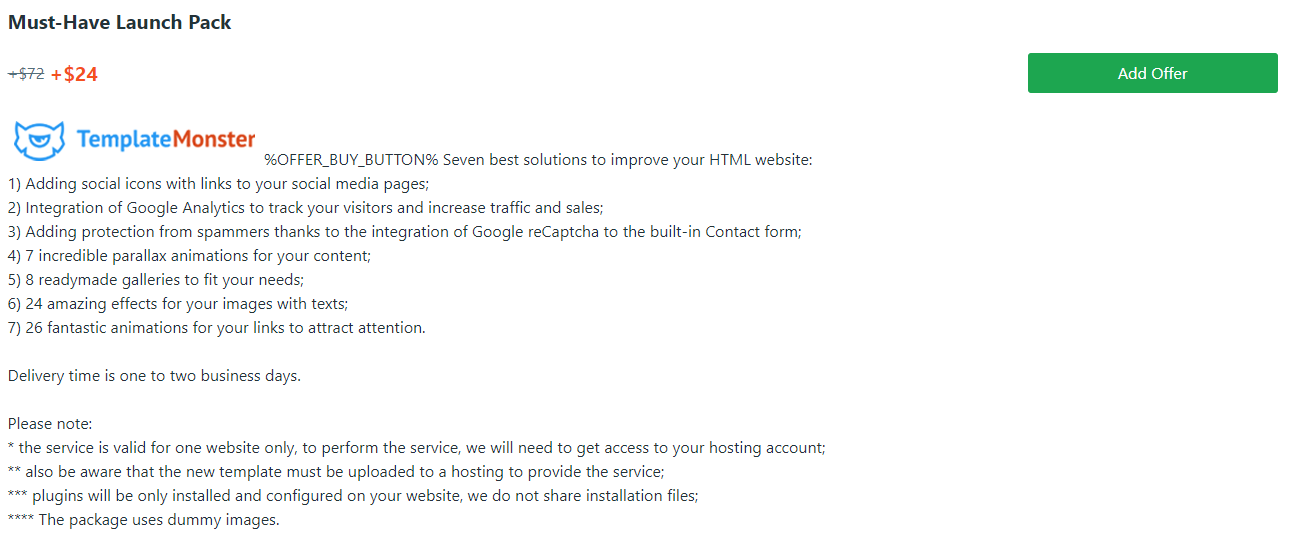 Must-Have Launch Pack
+$72 +$24
Add Offer
TemplateMonster %OFFER_BUY_BUTTON% Seven best solutions to improve your HTML website:
1) Adding social icons with links to your social media pages;
2) Integration of Google Analytics to track your visitors and increase traffic and sales;
3) Adding protection from spammers thanks to the integration of Google reCaptcha to the built-in Contact form;
4) 7 incredible parallax animations for your content;
5) 8 readymade galleries to fit your needs;
6) 24 amazing effects for your images with texts;
7) 26 fantastic animations for your links to attract attention.
Delivery time is one to two business days.
Please note:
* the service is valid for one website only, to perform the service, we will need to get access to your hosting account;
** also be aware that the new template must be uploaded to a hosting to provide the service;
*** plugins will be only installed and configured on your website, we do not share installation files;
**** The package uses dummy images.